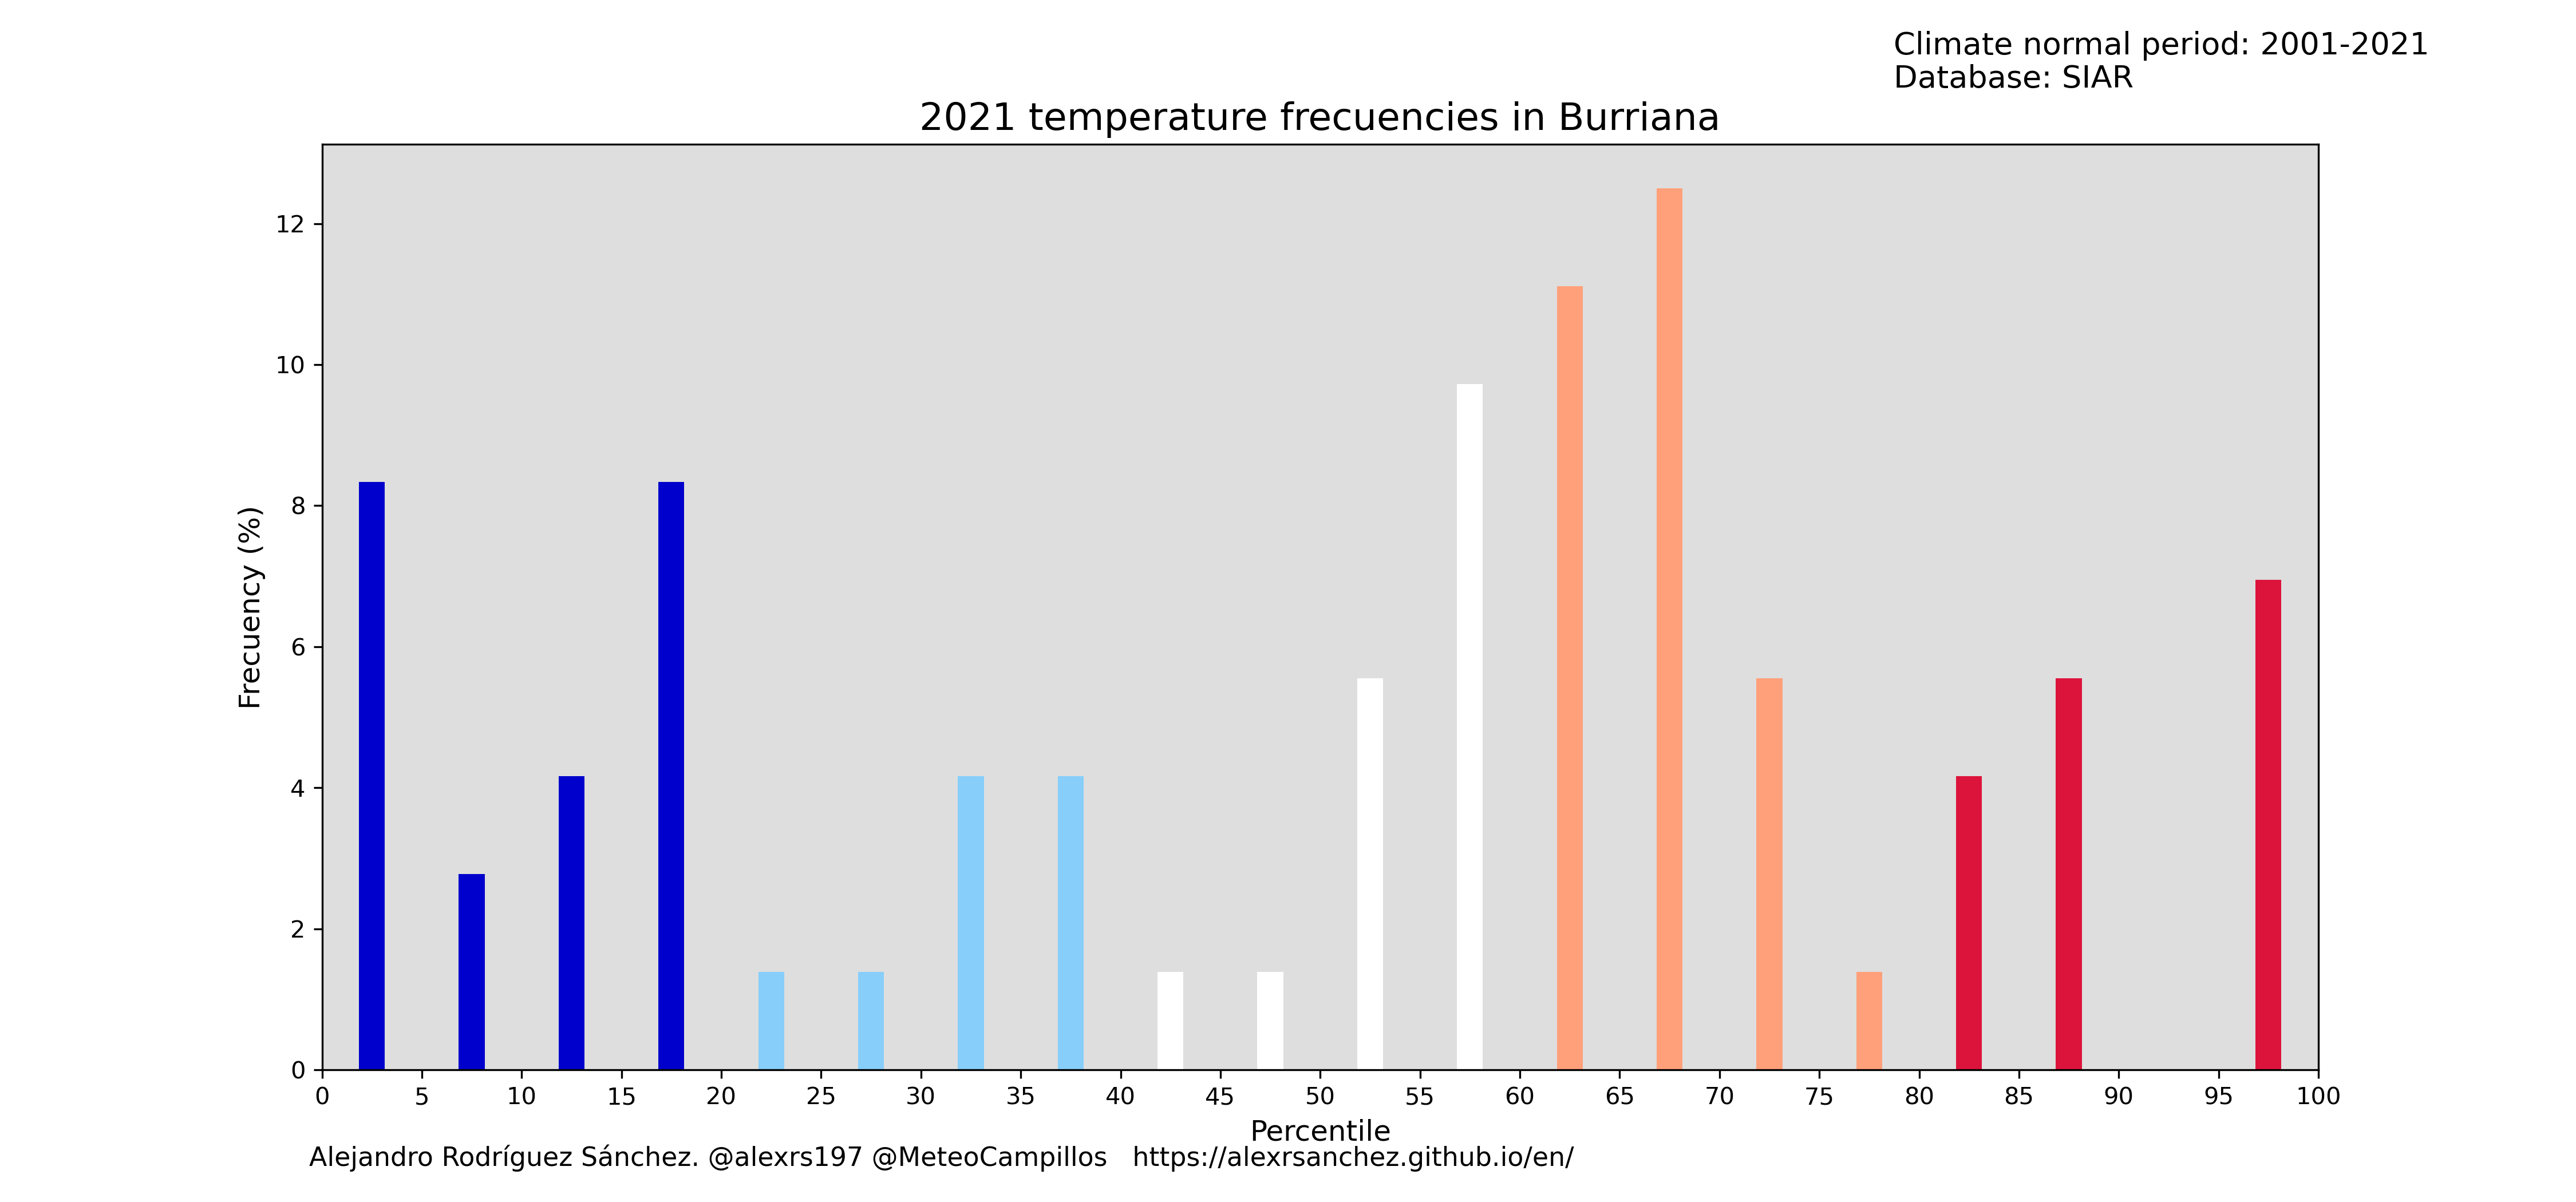 Climate normal period: 2001-2021
Database: SIAR
2021 temperature frecuencies in Burriana
12
10
8
6
4
2
0
Frecuency (%)
0 5 10 15 20 25 30 35 40 45 50 55 60 65 70 75 80 85 90 95 100
Percentile
Alejandro Rodríguez Sánchez. @alexrs197 @MeteoCampillos https://alexrsanchez.github.io/en/